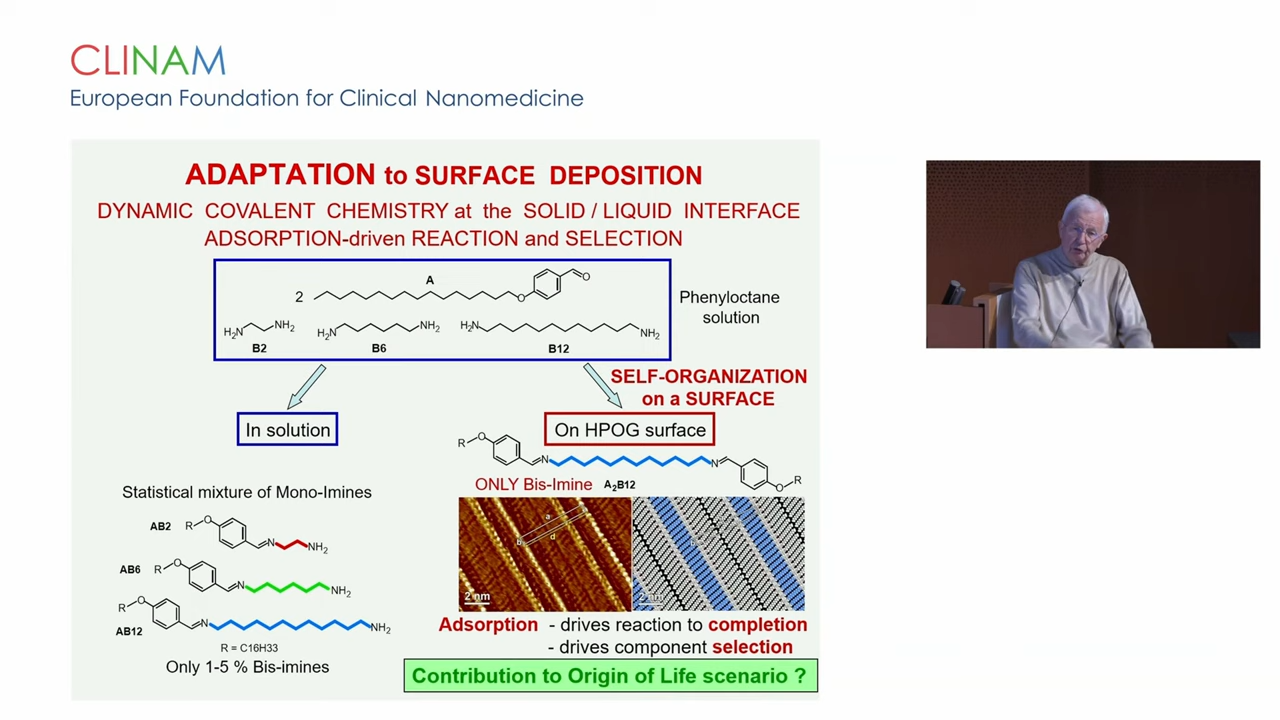 CLINAM
European Foundation for Clinical Nanomedicine
ADAPTATION to SURFACE DEPOSITION
DYNAMIC COVALENT CHEMISTRY at the SOLID / LIQUID INTERFACE
ADSORPTION-driven REACTION and SELECTION
A
2
O
O
H2N
NH2
B2
H2N
NH2
B6
H2N
NH2
B12
Phenyloctane
solution
SELF-ORGANIZATION
on a SURFACE
In solution
On HPOG surface
R
O
N
N
O
R
ONLY Bis-Imine A2B12
Statistical mixture of Mono-Imines
AB2
R
O
N
NH2
AB6
R
O
N
NH2
AB12
R
O
N
NH2
R = C16H33
Only 1-5 % Bis-imines
a
b
d
2 nm
2 nm
Adsorption - drives reaction to completion
- drives component selection
Contribution to Origin of Life scenario ?